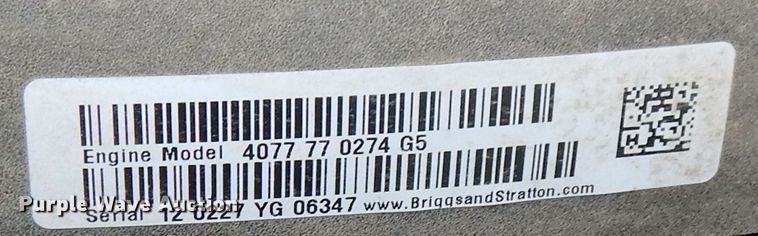 Engine Model 4077 77 0274 G5
Serial 12 0227 YG 06347 www.BriggsandStratton.com
Purple Wave Auction